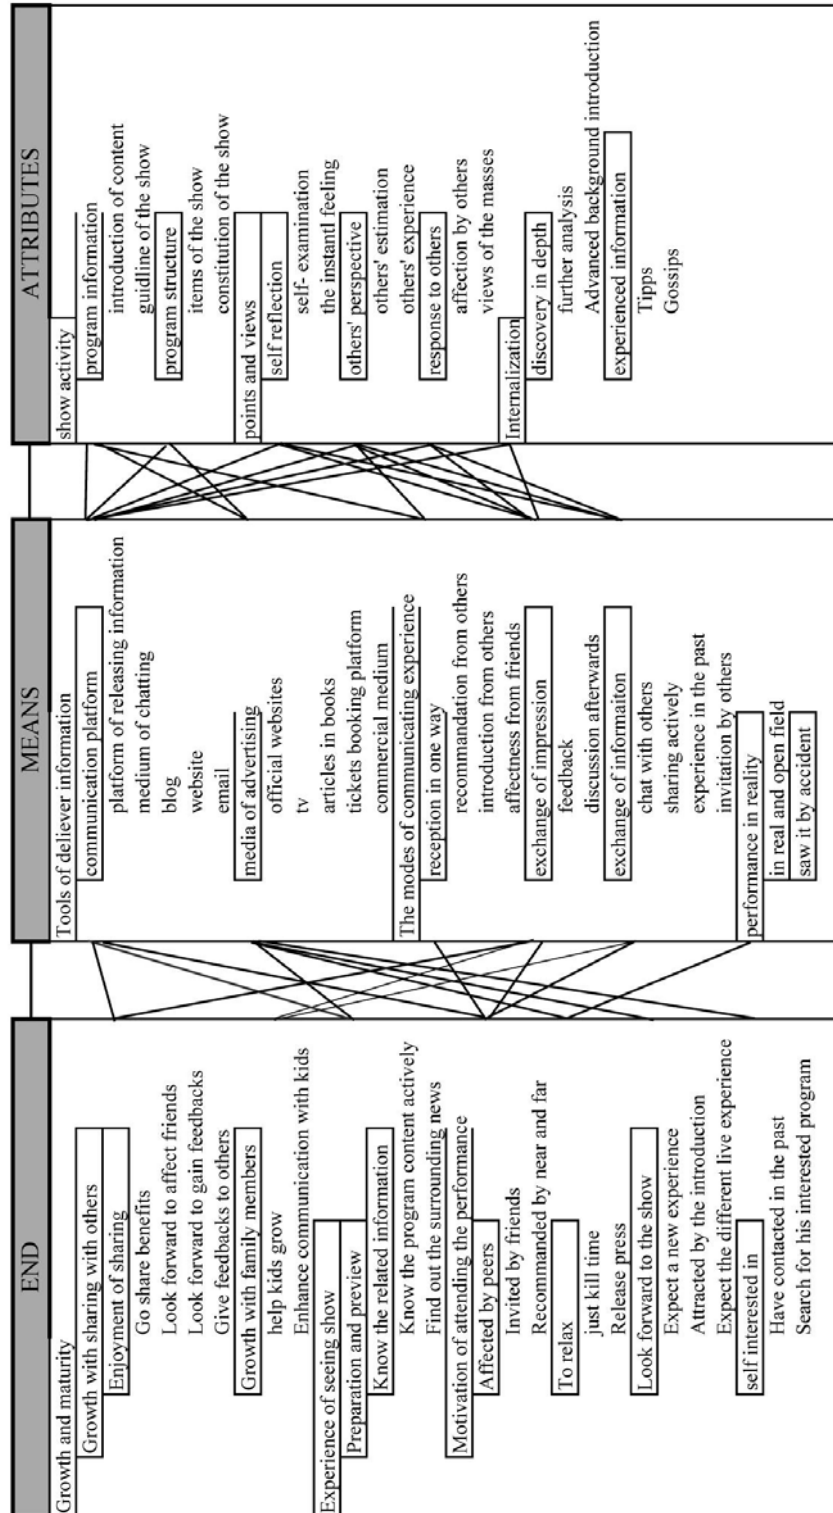 END
Growth and maturity
Growth with sharing with others
Enjoyment of sharing
Go share benefits
Look forward to affect friends
Look forward to gain feedbacks
Give feedbacks to others
Growth with family members
help kids grow
Enhance communication with kids
Experience of seeing show
Preparation and preview
Know the related information
Know the program content actively
Find out the surrounding news
Motivation of attending the performance
Affected by peers
Invited by friends
Recommanded by near and far
To relax
just kill time
Release press
Look forward to the show
Expect a new experience
Attracted by the introduction
Expect the different live experience
self interested in
Have contacted in the past
Search for his interested program
MEANS
Tools of deliever information
communication platform
platform of releasing information
medium of chatting
blog
website
email
media of advertising
official websites
tv
articles in books
tickets booking platform
commercial medium
The modes of communicating experience
reception in one way
recommandation from others
introduction from others
affectness from friends
exchange of impression
feedback
discussion afterwards
exchange of informaiton
chat with others
sharing actively
experience in the past
invitation by others
performance in reality
in real and open field
saw it by accident
ATTRIBUTES
show activity
program information
introduction of content
guidline of the show
program structure
items of the show
constitution of the show
points and views
self reflection
self- examination
the instantl feeling
others' perspective
others' estimation
others' experience
response to others
affection by others
views of the masses
Internalization
discovery in depth
further analysis
Advanced background introduction
experienced information
Tipps
Gossips